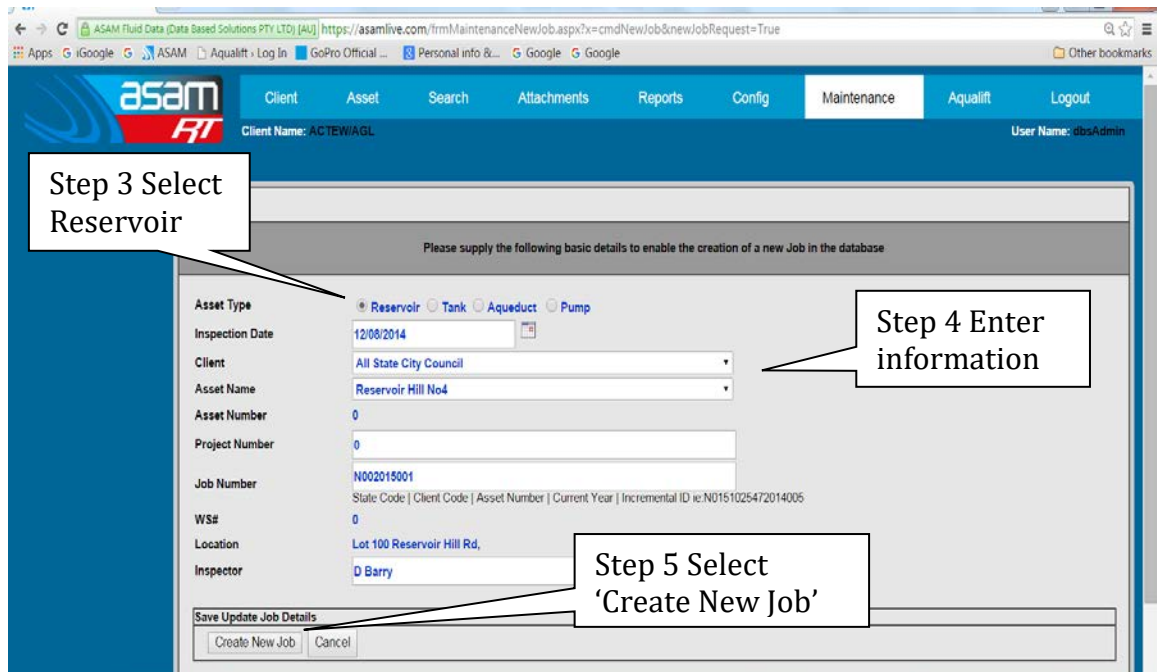 ASAM Fluid Data (Data Based Solutions PTY LTD) [AU] https://asamlive.com/frmMaintenanceNewJob.aspx?x=cmdNewJob&newJobRequest=True
Apps G iGoogle G ASAM Aqualift › Log In GoPro Official ... Personal info &... G Google G Google Other bookmarks
asam RT
Client Asset Search Attachments Reports Config Maintenance Aqualift Logout
Client Name: ACTEW/AGL User Name: dbsAdmin
Step 3 Select
Reservoir
Please supply the following basic details to enable the creation of a new Job in the database
Asset Type Reservoir Tank Aqueduct Pump
Step 4 Enter
information
Inspection Date 12/08/2014
Client All State City Council
Asset Name Reservoir Hill No4
Asset Number 0
Project Number 0
Job Number N002015001
State Code | Client Code | Asset Number | Current Year | Incremental ID ie.N0151025472014005
WS# 0
Location Lot 100 Reservoir Hill Rd,
Inspector D Barry
Step 5 Select
‘Create New Job’
Save Update Job Details
Create New Job Cancel